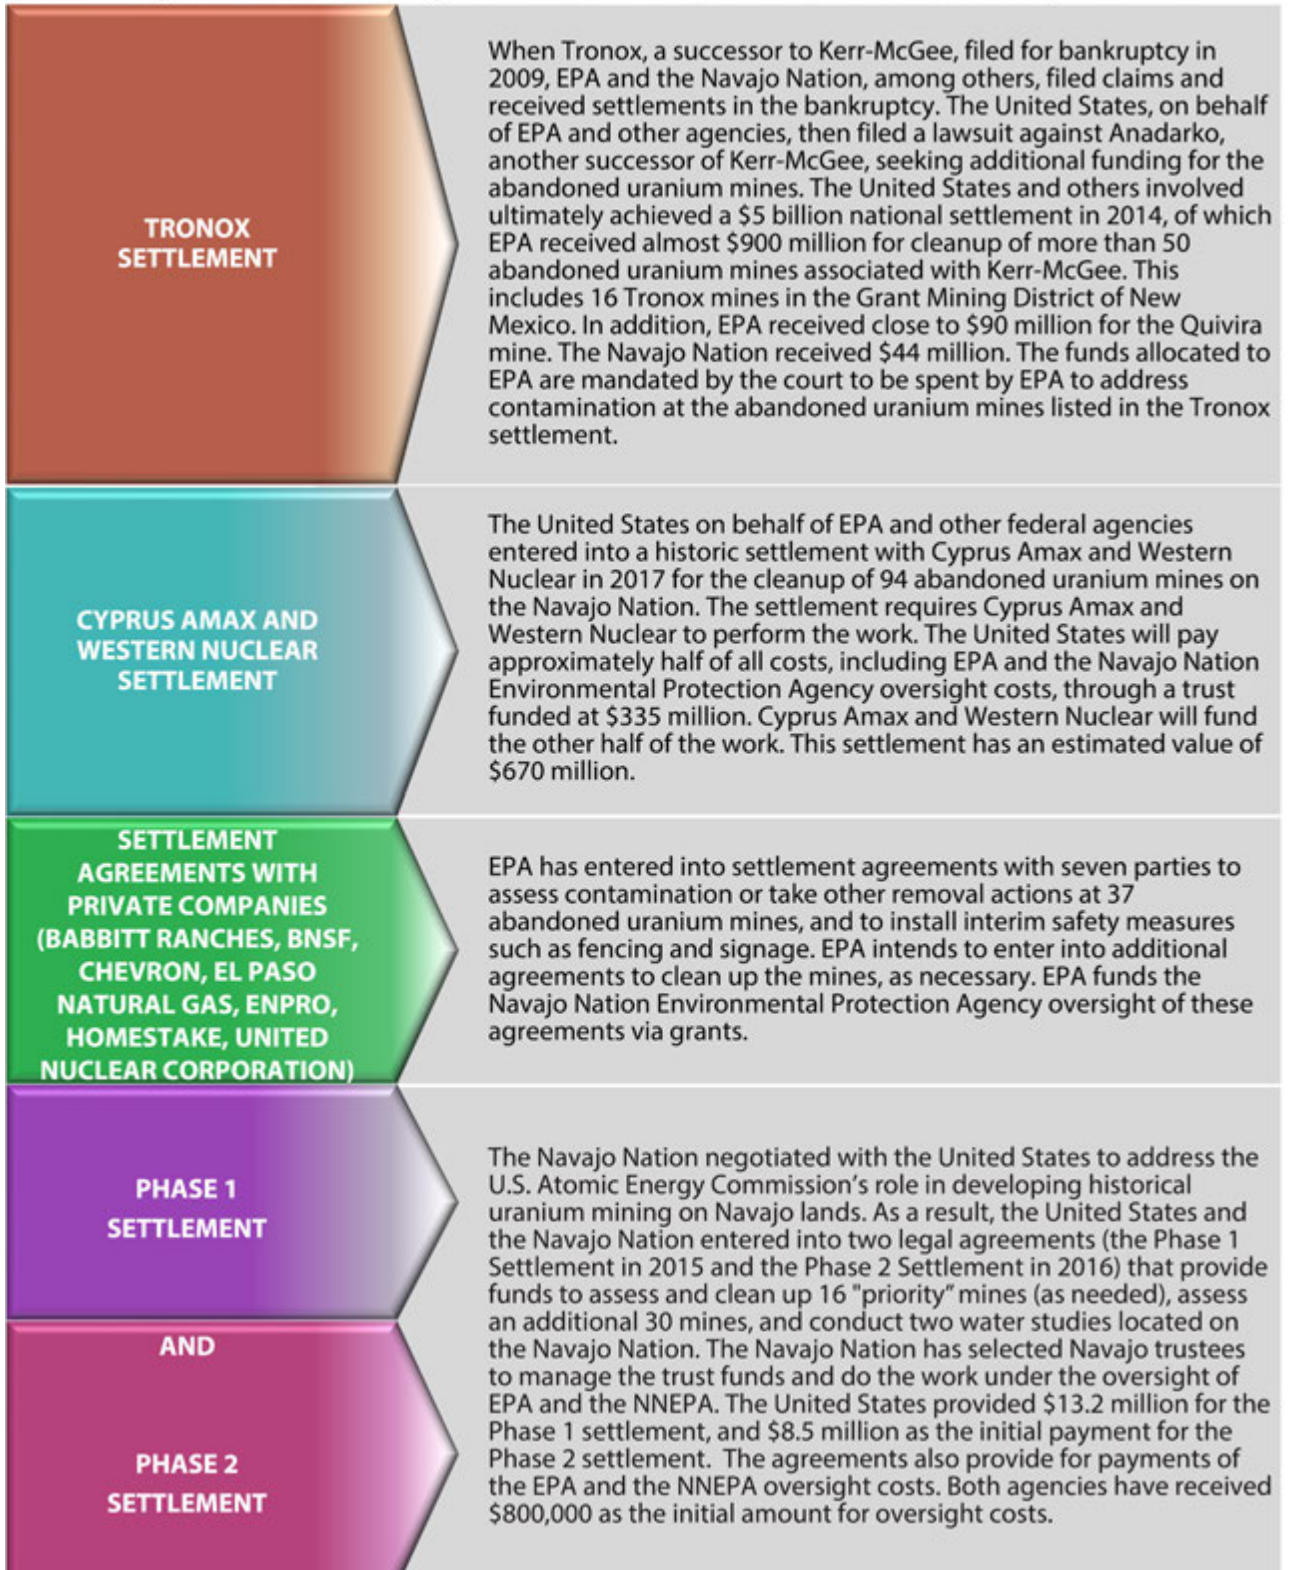 TRONOX
SETTLEMENT
When Tronox, a successor to Kerr-McGee, filed for bankruptcy in
2009, EPA and the Navajo Nation, among others, filed claims and
received settlements in the bankruptcy. The United States, on behalf
of EPA and other agencies, then filed a lawsuit against Anadarko,
another successor of Kerr-McGee, seeking additional funding for the
abandoned uranium mines. The United States and others involved
ultimately achieved a $5 billion national settlement in 2014, of which
EPA received almost $900 million for cleanup of more than 50
abandoned uranium mines associated with Kerr-McGee. This
includes 16 Tronox mines in the Grant Mining District of New
Mexico. In addition, EPA received close to $90 million for the Quivira
mine. The Navajo Nation received $44 million. The funds allocated to
EPA are mandated by the court to be spent by EPA to address
contamination at the abandoned uranium mines listed in the Tronox
settlement.
CYPRUS AMAX AND
WESTERN NUCLEAR
SETTLEMENT
The United States on behalf of EPA and other federal agencies
entered into a historic settlement with Cyprus Amax and Western
Nuclear in 2017 for the cleanup of 94 abandoned uranium mines on
the Navajo Nation. The settlement requires Cyprus Amax and
Western Nuclear to perform the work. The United States will pay
approximately half of all costs, including EPA and the Navajo Nation
Environmental Protection Agency oversight costs, through a trust
funded at $335 million. Cyprus Amax and Western Nuclear will fund
the other half of the work. This settlement has an estimated value of
$670 million.
SETTLEMENT
AGREEMENTS WITH
PRIVATE COMPANIES
(BABBITT RANCHES, BNSF,
CHEVRON, EL PASO
NATURAL GAS, ENPRO,
HOMESTAKE, UNITED
NUCLEAR CORPORATION)
EPA has entered into settlement agreements with seven parties to
assess contamination or take other removal actions at 37
abandoned uranium mines, and to install interim safety measures
such as fencing and signage. EPA intends to enter into additional
agreements to clean up the mines, as necessary. EPA funds the
Navajo Nation Environmental Protection Agency oversight of these
agreements via grants.
PHASE 1
SETTLEMENT
AND
PHASE 2
SETTLEMENT
The Navajo Nation negotiated with the United States to address the
U.S. Atomic Energy Commission's role in developing historical
uranium mining on Navajo lands. As a result, the United States and
the Navajo Nation entered into two legal agreements (the Phase 1
Settlement in 2015 and the Phase 2 Settlement in 2016) that provide
funds to assess and clean up 16 "priority" mines (as needed), assess
an additional 30 mines, and conduct two water studies located on
the Navajo Nation. The Navajo Nation has selected Navajo trustees
to manage the trust funds and do the work under the oversight of
EPA and the NNEPA. The United States provided $13.2 million for the
Phase 1 settlement, and $8.5 million as the initial payment for the
Phase 2 settlement.  The agreements also provide for payments of
the EPA and the NNEPA oversight costs. Both agencies have received
$800,000 as the initial amount for oversight costs.